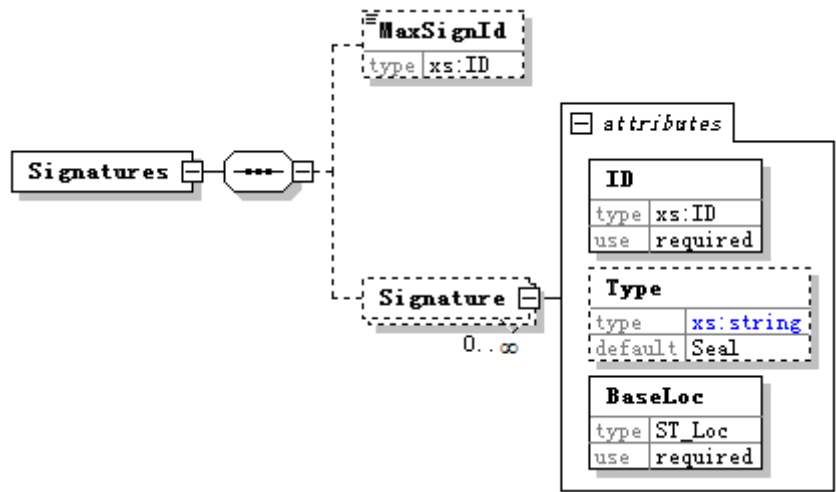 MaxSignId
type xs:ID
attributes
Signatures
ID
type xs:ID
use required
Signature
0..∞
Type
type xs:string
default Seal
BaseLoc
type ST_Loc
use required